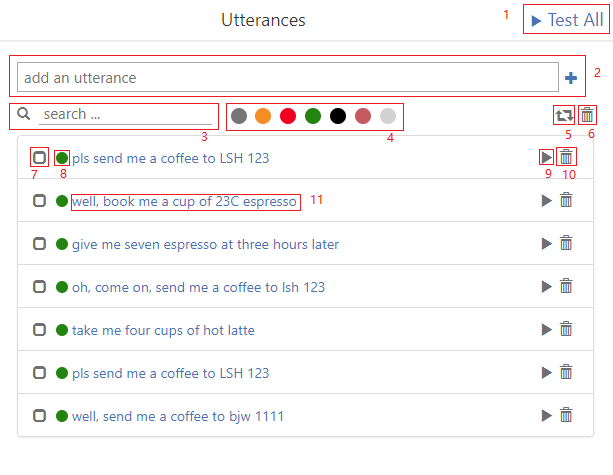 Utterances
1
Test All
add an utterance
2
search ...
3
4
5
6
pls send me a coffee to LSH 123
7
8
9
10
well, book me a cup of 23C espresso
11
give me seven espresso at three hours later
oh, come on, send me a coffee to lsh 123
take me four cups of hot latte
pls send me a coffee to LSH 123
well, send me a coffee to bjw 1111